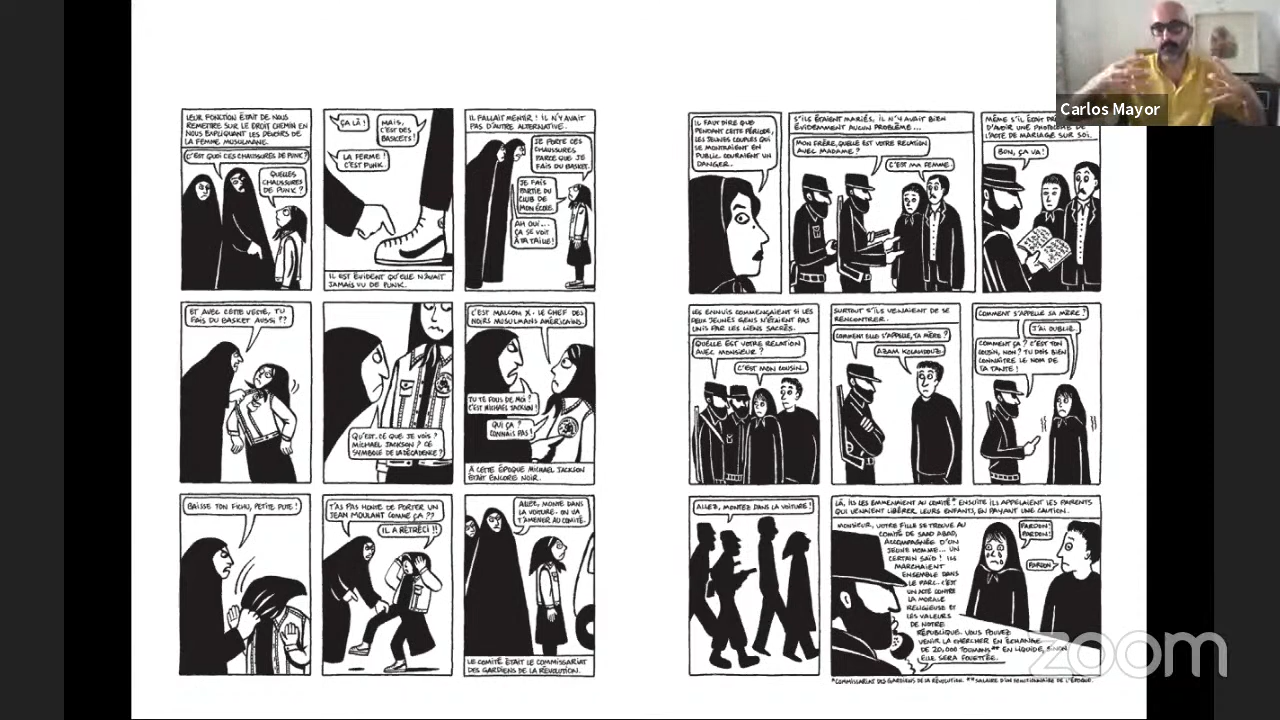 Carlos Mayor
LEUR FONCTION ÉTAIT DE NOUS
REMETTRE SUR LE DROIT CHEMIN EN
NOUS EXPLIQUANT LES DEVOIRS DE
LA FEMME MUSULMANE.
C'EST QUOI CES CHAUSSURES DE PUNK?
QUELLES
CHAUSSURES
DE PUNK ?
ÇA LÀ !
MAIS,
C'EST DES
BASKETS!
LA FERME !
C'EST PUNK.
IL EST ÉVIDENT QU'ELLE N'AVAIT
JAMAIS VU DE PUNK.
IL FALLAIT MENTIR ! IL N'Y AVAIT
PAS D'AUTRE ALTERNATIVE.
JE PORTE CES
CHAUSSURES
PARCE QUE JE
FAIS DU BASKET.
JE FAIS
PARTIE DU
CLUB DE
MON ÉCOLE.
AH OUI...
ÇA SE VOIT
À TA TAILLE!
ET AVEC CETTE VESTE, TU
FAIS DU BASKET AUSSI ??
QU'EST-CE QUE JE VOIS ?
MICHAEL JACKSON ? CE
SYMBOLE DE LA DÉCADENCE ?
C'EST MALCOM X. LE CHEF DES
NOIRS MUSULMANS AMÉRICAINS.
TU TE FOUS DE MOI ?
C'EST MICHAEL JACKSON !
QUI ÇA ?
CONNAIS PAS !
À CETTE ÉPOQUE MICHAEL JACKSON
ÉTAIT ENCORE NOIR.
BAISSE TON FICHU, PETITE PUTE !
T'AS PAS HONTE DE PORTER UN
JEAN MOULANT COMME ÇA ??
IL A RÉTRÉCI !!
ALLEZ, MONTE DANS
LA VOITURE. ON VA
T'AMENER AU COMITÉ.
LE COMITÉ ÉTAIT LE COMMISSARIAT
DES GARDIENS DE LA RÉVOLUTION.
IL FAUT DIRE QUE
PENDANT CETTE PÉRIODE,
LES JEUNES COUPLES QUI
SE MONTRAIENT EN
PUBLIC COURAIENT UN
DANGER.
S'ILS ÉTAIENT MARIÉS, IL N'Y AVAIT BIEN
ÉVIDEMMENT AUCUN PROBLÈME...
MON FRÈRE, QUELLE EST VOTRE RELATION
AVEC MADAME ?
C'EST MA FEMME.
MÊME S'IL ÉTAIT
D'AVOIR UNE PHOTOCOPIE DE
L'ACTE DE MARIAGE SUR SOI.
BON, ÇA VA !
LES ENNUIS COMMENÇAIENT SI LES
DEUX JEUNES GENS N'ÉTAIENT PAS
UNIS PAR LES LIENS SACRÉS.
QUELLE EST VOTRE RELATION
AVEC MONSIEUR ?
C'EST MON COUSIN.
SURTOUT S'ILS VENAIENT DE SE
RENCONTRER.
COMMENT ELLE S'APPELLE, TA MÈRE ?
AZAM KOLAHDOUZ.
COMMENT S'APPELLE SA MÈRE ?
J'AI OUBLIÉ.
COMMENT ÇA ? C'EST TON
COUSIN, NON ? TU DOIS BIEN
CONNAÎTRE LE NOM DE
TA TANTE !
ALLEZ, MONTEZ DANS LA VOITURE !
LÀ, ILS LES EMMENAIENT AU COMITÉ* ENSUITE ILS APPELAIENT LES PARENTS
QUI VENAIENT LIBÉRER LEURS ENFANTS, EN PAYANT UNE CAUTION.
MONSIEUR, VOTRE FILLE SE TROUVE AU
COMITÉ DE SAAD ABAD,
ACCOMPAGNÉE D'UN
JEUNE HOMME... UN
CERTAIN SAÏD ! ILS
MARCHAIENT
ENSEMBLE DANS
LE PARC. C'EST
UN ACTE CONTRE
LA MORALE
RELIGIEUSE ET
LES VALEURS
DE NOTRE
RÉPUBLIQUE. VOUS POUVEZ
VENIR LA CHERCHER EN ÉCHANGE
DE 20,000 TOOMANS** EN LIQUIDE, SINON
ELLE SERA FOUETTÉE.
PARDON !
PARDON !
PARDON
*COMMISSARIAT DES GARDIENS DE LA RÉVOLUTION. **SALAIRE D'UN FONCTIONNAIRE DE L'ÉPOQUE.
zoom